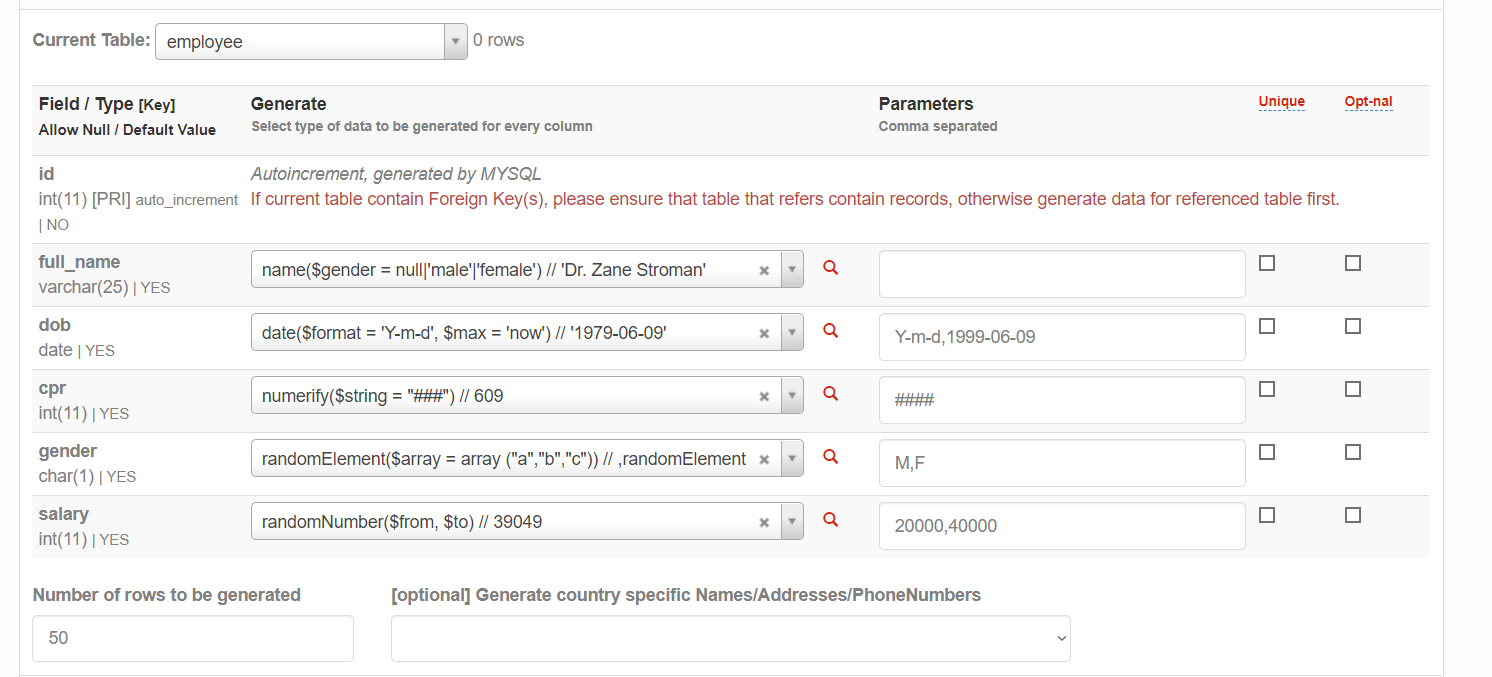 Current Table: employee 0 rows
Field / Type [Key] Generate Parameters Unique Opt-nal
Allow Null / Default Value Select type of data to be generated for every column Comma separated
id Autoincrement, generated by MYSQL
int(11) [PRI] auto_increment If current table contain Foreign Key(s), please ensure that table that refers contain records, otherwise generate data for referenced table first.
| NO
full_name name($gender = null|'male'|'female') // 'Dr. Zane Stroman'
varchar(25) | YES
dob date($format = 'Y-m-d', $max = 'now') // '1979-06-09' Y-m-d,1999-06-09
date | YES
cpr numerify($string = "###") // 609 ####
int(11) | YES
gender randomElement($array = array ("a","b","c")) // ,randomElement M,F
char(1) | YES
salary randomNumber($from, $to) // 39049 20000,40000
int(11) | YES
Number of rows to be generated [optional] Generate country specific Names/Addresses/PhoneNumbers
50